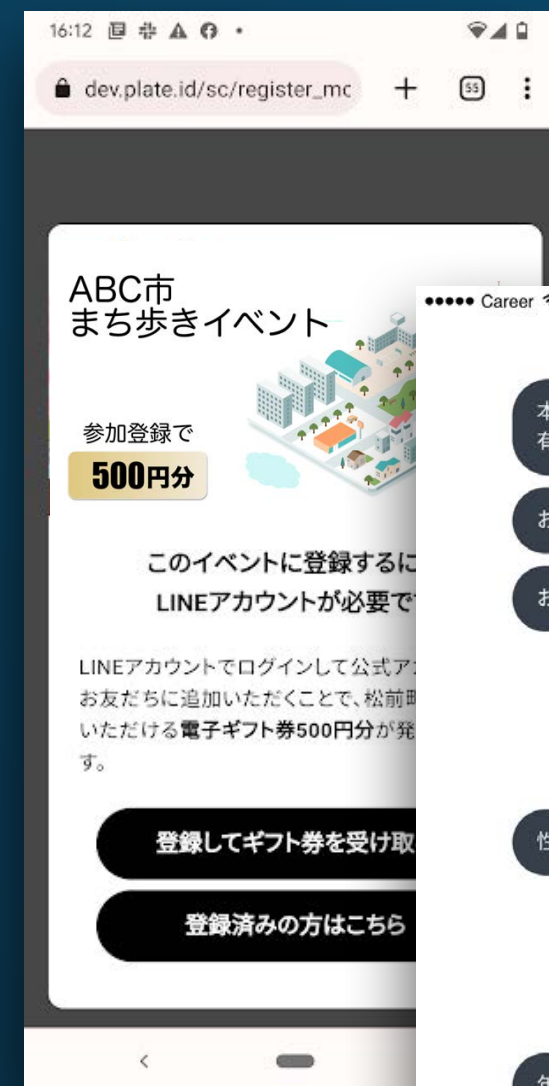 16:12
dev.plate.id/sc/register_mc
55
ABC市
まち歩きイベント
参加登録で
500円分
このイベントに登録するに
LINEアカウントが必要で
LINEアカウントでログインして公式ア
お友だちに追加いただくことで、松前町
いただける電子ギフト券500円分が発
す。
登録してギフト券を受け取
登録済みの方はこちら
Career
本
有
お
お
性